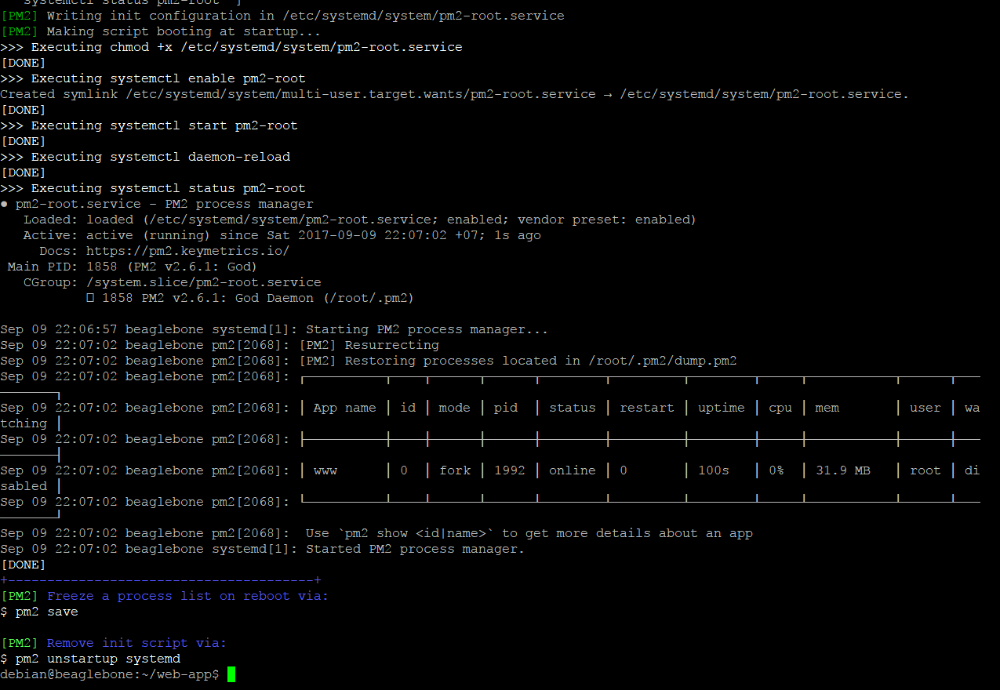 systemctl status pm2-root ]
[PM2] Writing init configuration in /etc/systemd/system/pm2-root.service
[PM2] Making script booting at startup...
>>> Executing chmod +x /etc/systemd/system/pm2-root.service
[DONE]
>>> Executing systemctl enable pm2-root
Created symlink /etc/systemd/system/multi-user.target.wants/pm2-root.service → /etc/systemd/system/pm2-root.service.
[DONE]
>>> Executing systemctl start pm2-root
[DONE]
>>> Executing systemctl daemon-reload
[DONE]
>>> Executing systemctl status pm2-root
● pm2-root.service - PM2 process manager
   Loaded: loaded (/etc/systemd/system/pm2-root.service; enabled; vendor preset: enabled)
   Active: active (running) since Sat 2017-09-09 22:07:02 +07; 1s ago
     Docs: https://pm2.keymetrics.io/
 Main PID: 1858 (PM2 v2.6.1: God)
   CGroup: /system.slice/pm2-root.service
           □ 1858 PM2 v2.6.1: God Daemon (/root/.pm2)
Sep 09 22:06:57 beaglebone systemd[1]: Starting PM2 process manager...
Sep 09 22:07:02 beaglebone pm2[2068]: [PM2] Resurrecting
Sep 09 22:07:02 beaglebone pm2[2068]: [PM2] Restoring processes located in /root/.pm2/dump.pm2
Sep 09 22:07:02 beaglebone pm2[2068]: ┌──────────┬────┬──────┬──────┬────────┬─────────┬────────┬─────┬───────────┬──────┬───
───────┐
Sep 09 22:07:02 beaglebone pm2[2068]: │ App name │ id │ mode │ pid  │ status │ restart │ uptime │ cpu │ mem       │ user │ wa
tching │
Sep 09 22:07:02 beaglebone pm2[2068]: ├──────────┼────┼──────┼──────┼────────┼─────────┼────────┼─────┼───────────┼──────┼───
───────┤
Sep 09 22:07:02 beaglebone pm2[2068]: │ www      │ 0  │ fork │ 1992 │ online │ 0       │ 100s   │ 0%  │ 31.9 MB   │ root │ di
sabled │
Sep 09 22:07:02 beaglebone pm2[2068]: └──────────┴────┴──────┴──────┴────────┴─────────┴────────┴─────┴───────────┴──────┴───
───────┘
Sep 09 22:07:02 beaglebone pm2[2068]:  Use `pm2 show <id|name>` to get more details about an app
Sep 09 22:07:02 beaglebone systemd[1]: Started PM2 process manager.
[DONE]
+---------------------------------------+
[PM2] Freeze a process list on reboot via:
$ pm2 save
[PM2] Remove init script via:
$ pm2 unstartup systemd
debian@beaglebone:~/web-app$